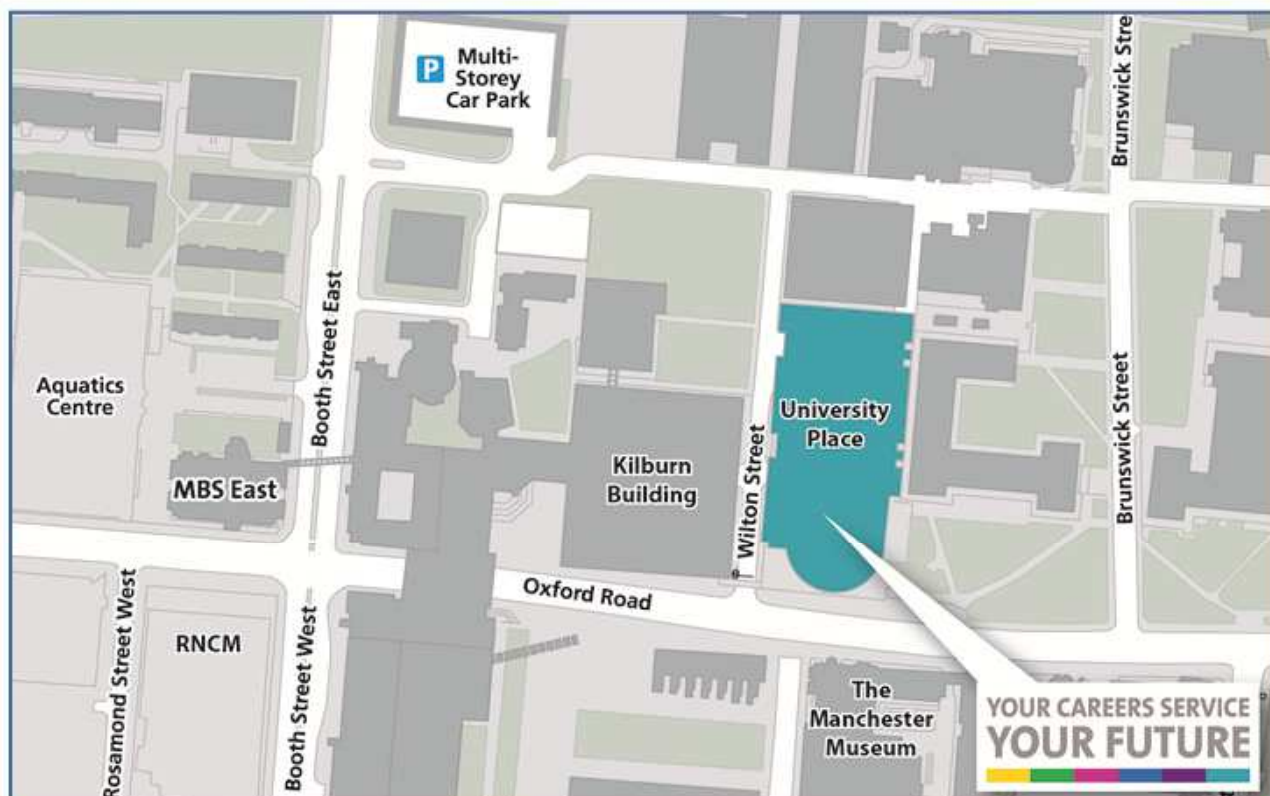 P
Multi-
Storey
Car Park
Brunswick Stre
Booth Street East
Aquatics
Centre
MBS East
Kilburn
Building
Wilton Street
University
Place
Brunswick Street
Oxford Road
Rosamond Street West
RNCM
Booth Street West
The
Manchester
Museum
YOUR CAREERS SERVICE
YOUR FUTURE